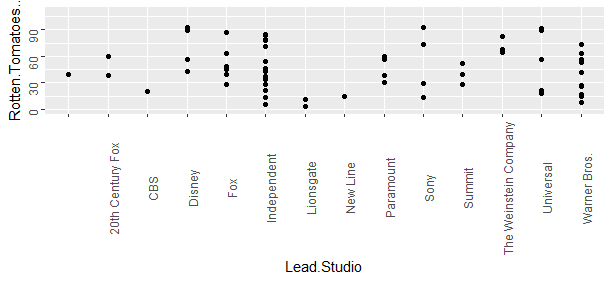 Rotten.Tomatoes..
90
60
30
0
20th Century Fox
CBS
Disney
Fox
Independent
Lionsgate
New Line
Paramount
Sony
Summit
The Weinstein Company
Universal
Warner Bros.
Lead.Studio